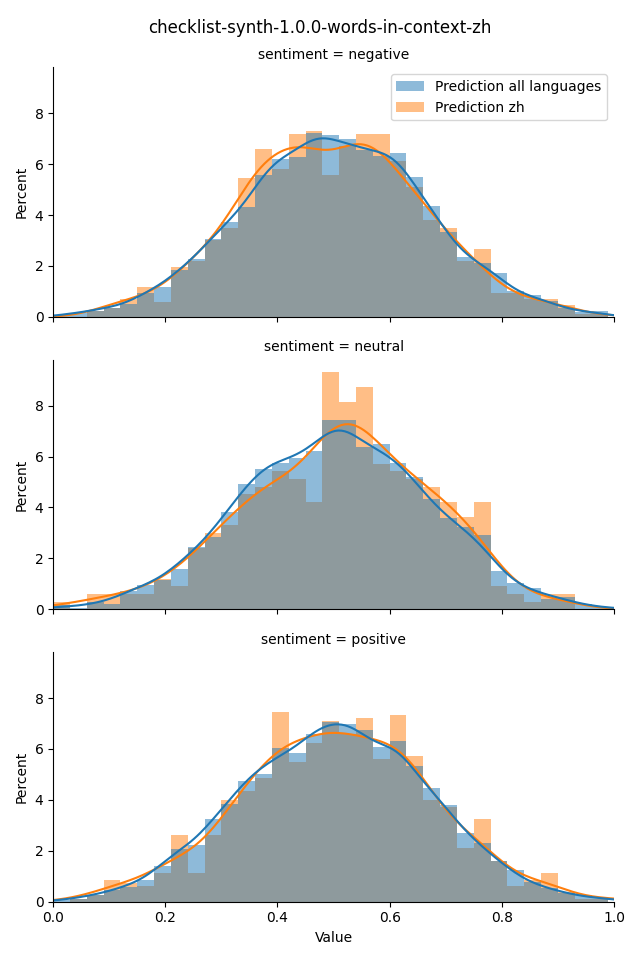 checklist-synth-1.0.0-words-in-context-zh
sentiment = negative
Prediction all languages
Prediction zh
Percent
8
6
4
2
0
sentiment = neutral
Percent
8
6
4
2
0
sentiment = positive
Percent
8
6
4
2
0
0.0 0.2 0.4 0.6 0.8 1.0
Value